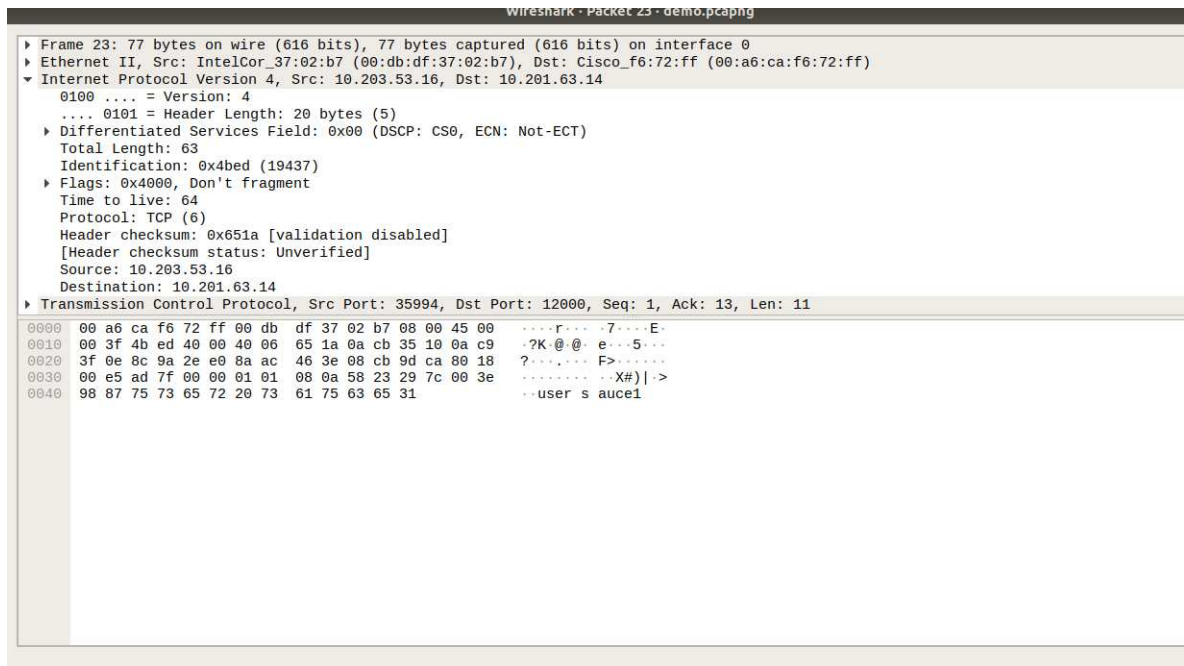 Wireshark · Packet 23 · demo.pcapng
Frame 23: 77 bytes on wire (616 bits), 77 bytes captured (616 bits) on interface 0
Ethernet II, Src: IntelCor_37:02:b7 (00:db:df:37:02:b7), Dst: Cisco_f6:72:ff (00:a6:ca:f6:72:ff)
Internet Protocol Version 4, Src: 10.203.53.16, Dst: 10.201.63.14
0100 .... = Version: 4
.... 0101 = Header Length: 20 bytes (5)
Differentiated Services Field: 0x00 (DSCP: CS0, ECN: Not-ECT)
Total Length: 63
Identification: 0x4bed (19437)
Flags: 0x4000, Don't fragment
Time to live: 64
Protocol: TCP (6)
Header checksum: 0x651a [validation disabled]
[Header checksum status: Unverified]
Source: 10.203.53.16
Destination: 10.201.63.14
Transmission Control Protocol, Src Port: 35994, Dst Port: 12000, Seq: 1, Ack: 13, Len: 11
0000 00 a6 ca f6 72 ff 00 db df 37 02 b7 08 00 45 00 ····r··· ·7····E·
0010 00 3f 4b ed 40 00 40 06 65 1a 0a cb 35 10 0a c9 ·?K·@·@· e···5···
0020 3f 0e 8c 9a 2e e0 8a ac 46 3e 08 cb 9d ca 80 18 ?···.··· F>······
0030 00 e5 ad 7f 00 00 01 01 08 0a 58 23 29 7c 00 3e ········ ··X#)|·>
0040 98 87 75 73 65 72 20 73 61 75 63 65 31 ··user s auce1